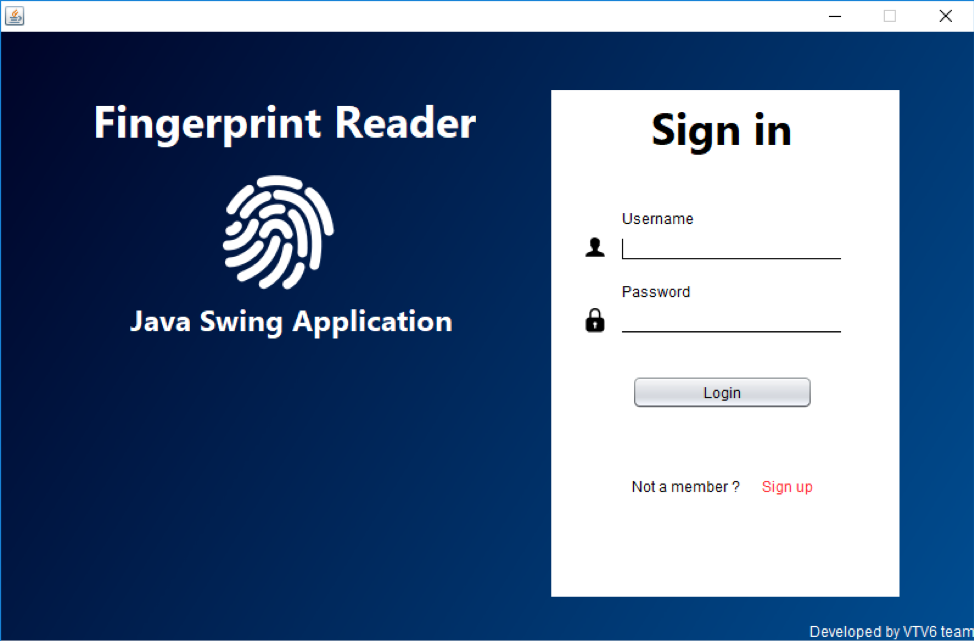 Fingerprint Reader
Java Swing Application
Sign in
Username
Password
Login
Not a member ? Sign up
Developed by VTV6 team